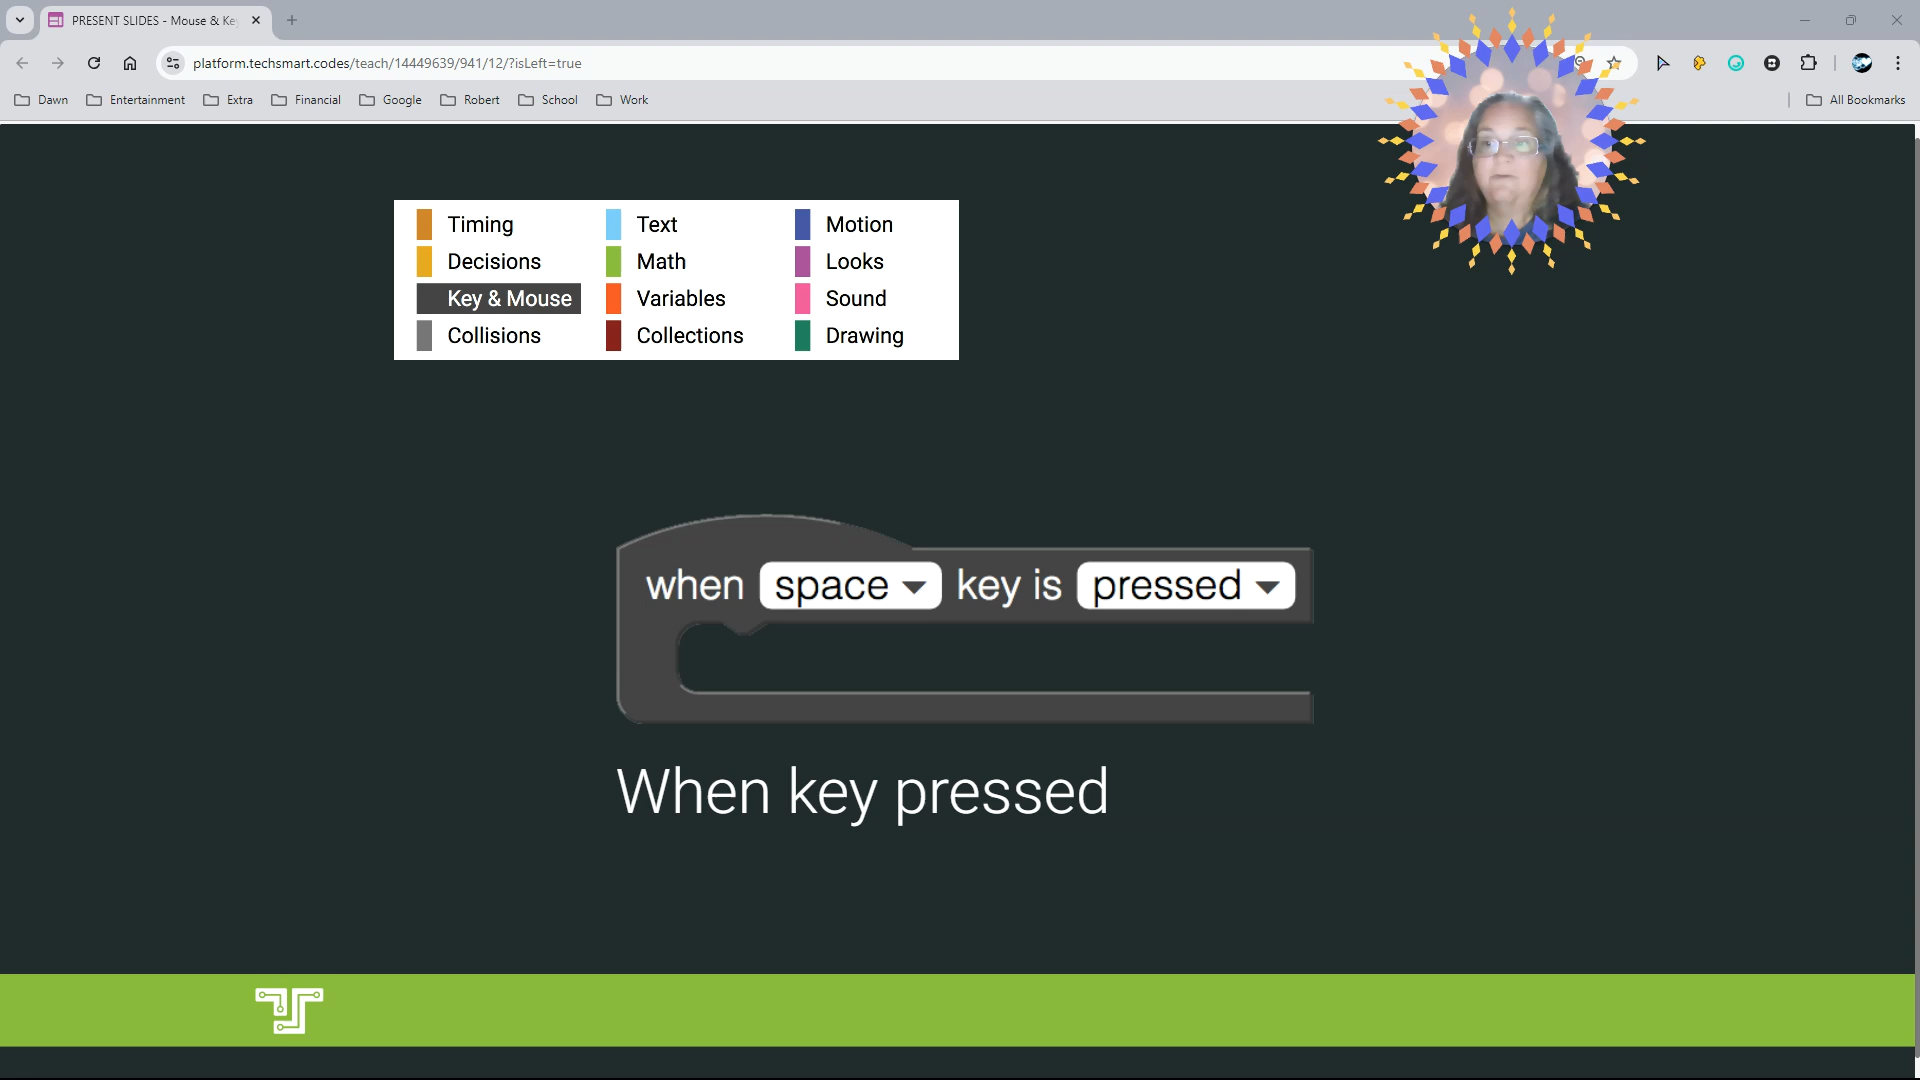 PRESENT SLIDES - Mouse & Ke
platform.techsmart.codes/teach/14449639/941/12/?isLeft=true
Dawn Entertainment Extra Financial Google Robert School Work All Bookmarks
Timing Text Motion
Decisions Math Looks
Key & Mouse Variables Sound
Collisions Collections Drawing
when space key is pressed
When key pressed